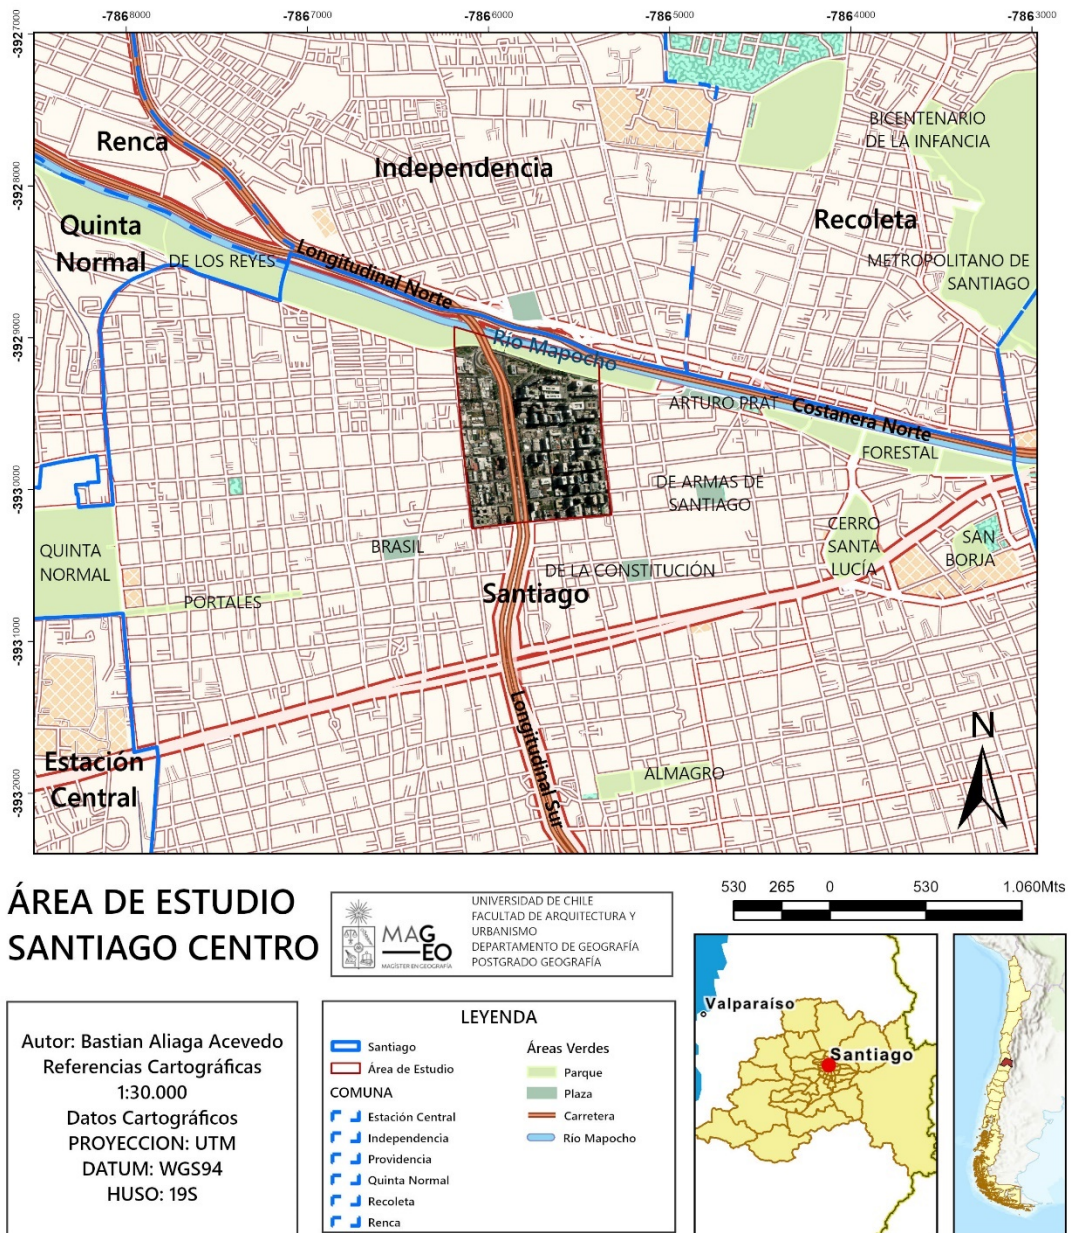 -7868000 -7867000 -7866000 -7865000 -7864000 -7863000
-3927000
-3928000
-3929000
-3930000
-3931000
-3932000
Renca
Independencia
BICENTENARIO
DE LA INFANCIA
Recoleta
Quinta
Normal
DE LOS REYES
Longitudinal Norte
METROPOLITANO DE
SANTIAGO
Río Mapocho
ARTURO PRAT
Costanera Norte
FORESTAL
DE ARMAS DE
SANTIAGO
CERRO
SANTA
LUCÍA
SAN
BORJA
QUINTA
NORMAL
BRASIL
DE LA CONSTITUCIÓN
Santiago
PORTALES
Longitudinal Sur
Estación
Central
ALMAGRO
N
ÁREA DE ESTUDIO
SANTIAGO CENTRO
MAG
EO
MAGÍSTER EN GEOGRAFÍA
UNIVERSIDAD DE CHILE
FACULTAD DE ARQUITECTURA Y
URBANISMO
DEPARTAMENTO DE GEOGRAFÍA
POSTGRADO GEOGRAFÍA
530 265 0 530 1.060Mts
Autor: Bastian Aliaga Acevedo
Referencias Cartográficas
1:30.000
Datos Cartográficos
PROYECCION: UTM
DATUM: WGS94
HUSO: 19S
LEYENDA
Santiago
Área de Estudio
COMUNA
Estación Central
Independencia
Providencia
Quinta Normal
Recoleta
Renca
Áreas Verdes
Parque
Plaza
Carretera
Río Mapocho
Valparaíso
Santiago